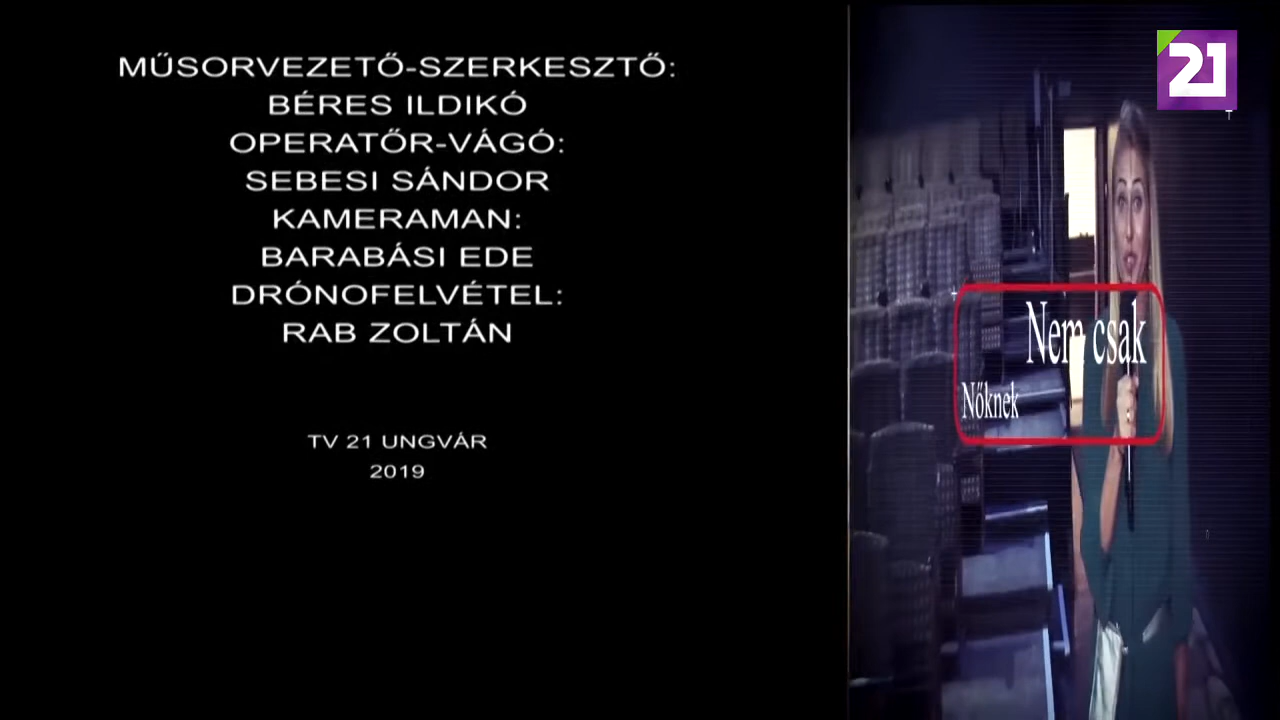 MŰSORVEZETŐ-SZERKESZTŐ:
BÉRES ILDIKÓ
OPERATŐR-VÁGÓ:
SEBESI SÁNDOR
KAMERAMAN:
BARABÁSI EDE
DRÓNOFELVÉTEL:
RAB ZOLTÁN
TV 21 UNGVÁR
2019
21
Nem csak
Nőknek